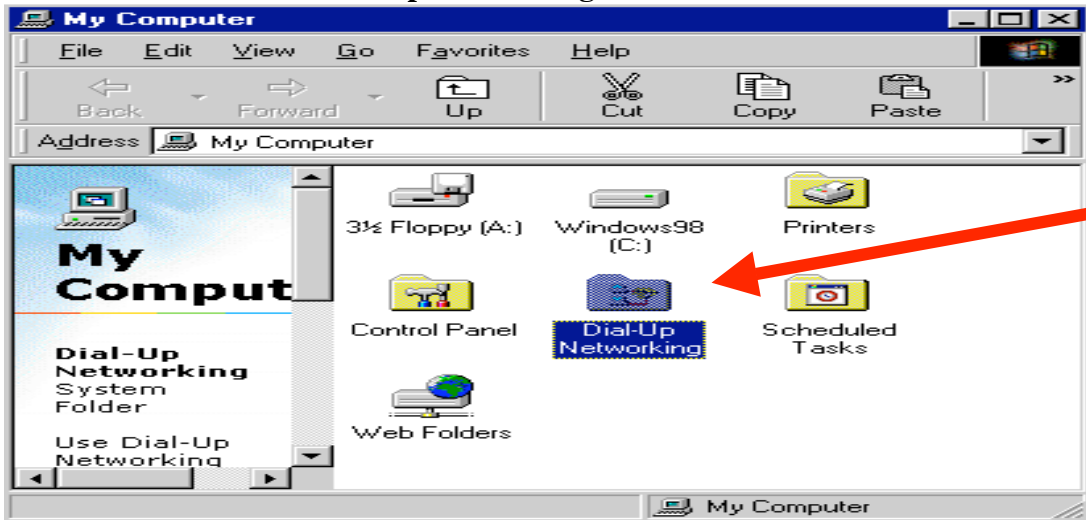 My Computer
File Edit View Go Favorites Help
Back Forward Up Cut Copy Paste »
Address My Computer
My
Comput
Dial-Up
Networking
System
Folder
Use Dial-Up
Networking
3½ Floppy (A:)
Windows98
(C:)
Printers
Control Panel
Dial-Up
Networking
Scheduled
Tasks
Web Folders
My Computer